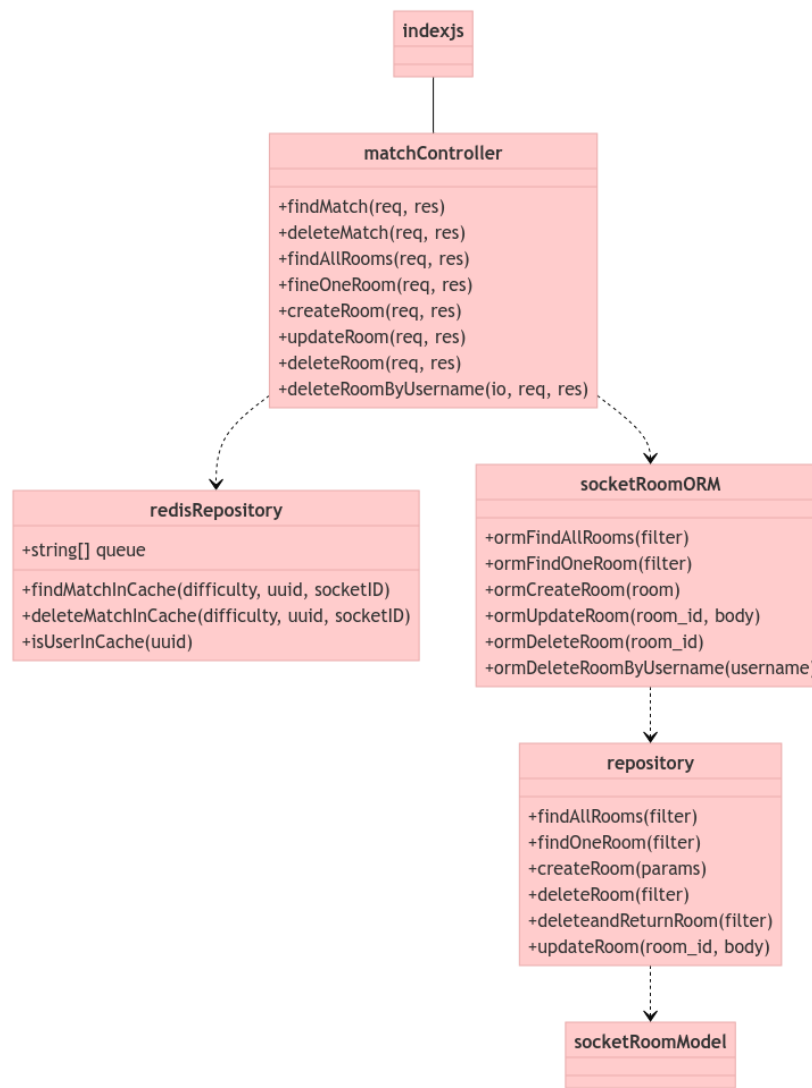 indexjs
matchController
+findMatch(req, res)
+deleteMatch(req, res)
+findAllRooms(req, res)
+fineOneRoom(req, res)
+createRoom(req, res)
+updateRoom(req, res)
+deleteRoom(req, res)
+deleteRoomByUsername(io, req, res)
redisRepository
+string[] queue
+findMatchInCache(difficulty, uuid, socketID)
+deleteMatchInCache(difficulty, uuid, socketID)
+isUserInCache(uuid)
socketRoomORM
+ormFindAllRooms(filter)
+ormFindOneRoom(filter)
+ormCreateRoom(room)
+ormUpdateRoom(room_id, body)
+ormDeleteRoom(room_id)
+ormDeleteRoomByUsername(username)
repository
+findAllRooms(filter)
+findOneRoom(filter)
+createRoom(params)
+deleteRoom(filter)
+deleteandReturnRoom(filter)
+updateRoom(room_id, body)
socketRoomModel